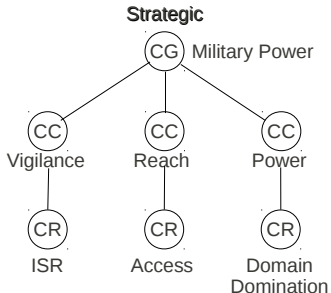 Strategic
CG Military Power
CC CC CC
Vigilance Reach Power
CR CR CR
ISR Access Domain
Domination